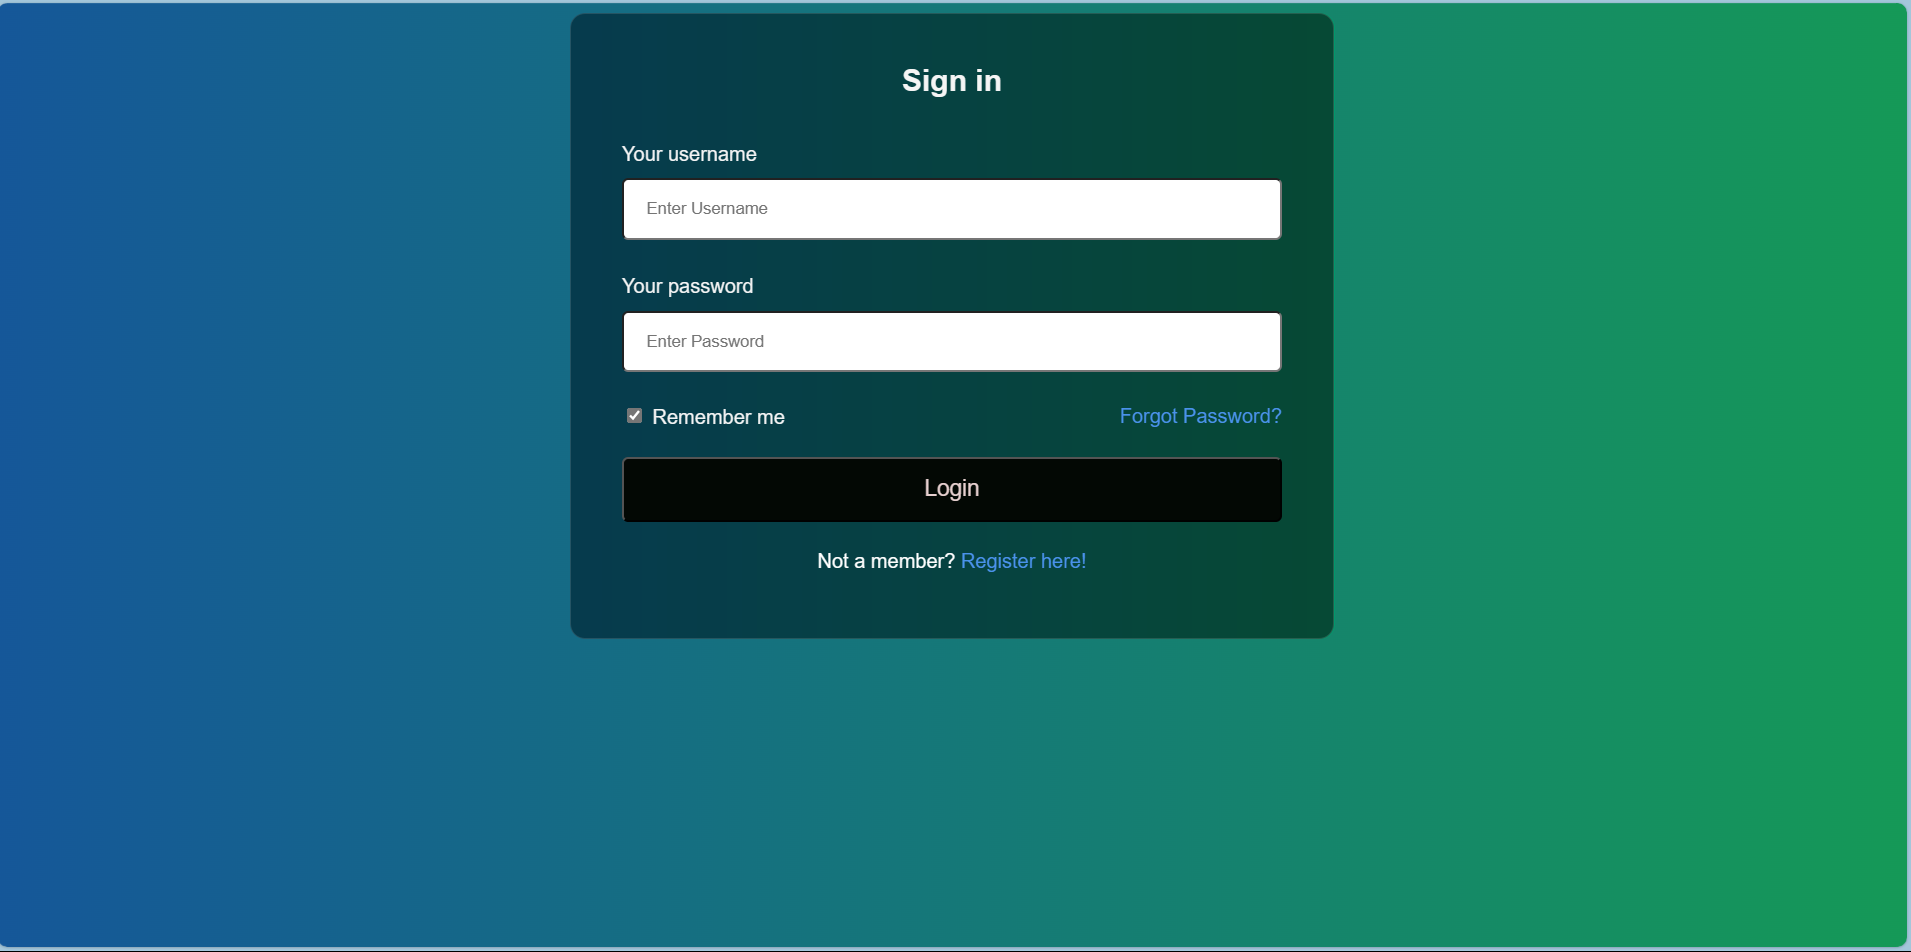 Sign in
Your username
Enter Username
Your password
Enter Password
Remember me
Forgot Password?
Login
Not a member? Register here!